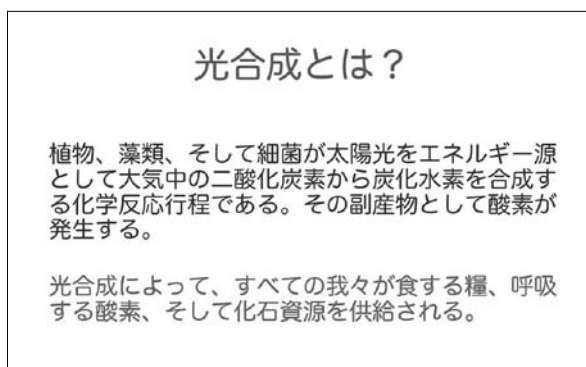 光合成とは？
植物、藻類、そして細菌が太陽光をエネルギー源
として大気中の二酸化炭素から炭化水素を合成す
る化学反応行程である。その副産物として酸素が
発生する。
光合成によって、すべての我々が食する糧、呼吸
する酸素、そして化石資源を供給される。